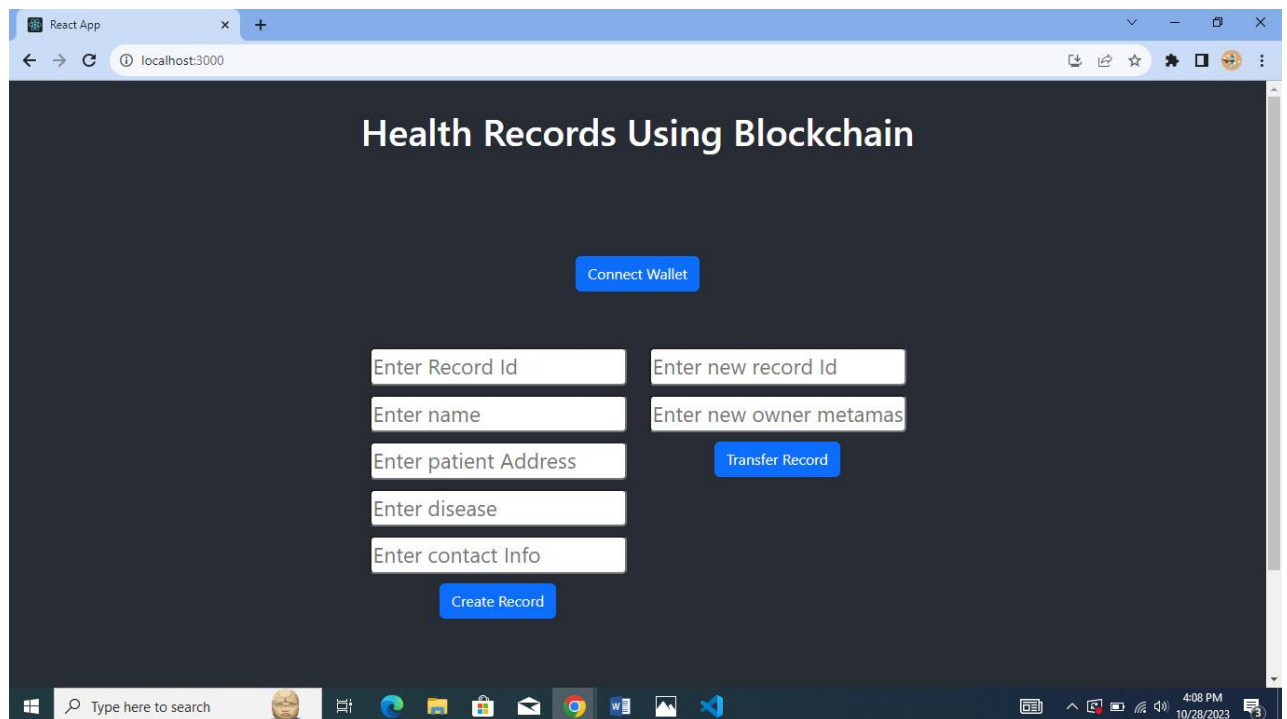 React App
localhost:3000
Health Records Using Blockchain
Connect Wallet
Enter Record Id
Enter new record Id
Enter name
Enter new owner metamas
Enter patient Address
Transfer Record
Enter disease
Enter contact Info
Create Record
Type here to search
4:08 PM
10/28/2023
3